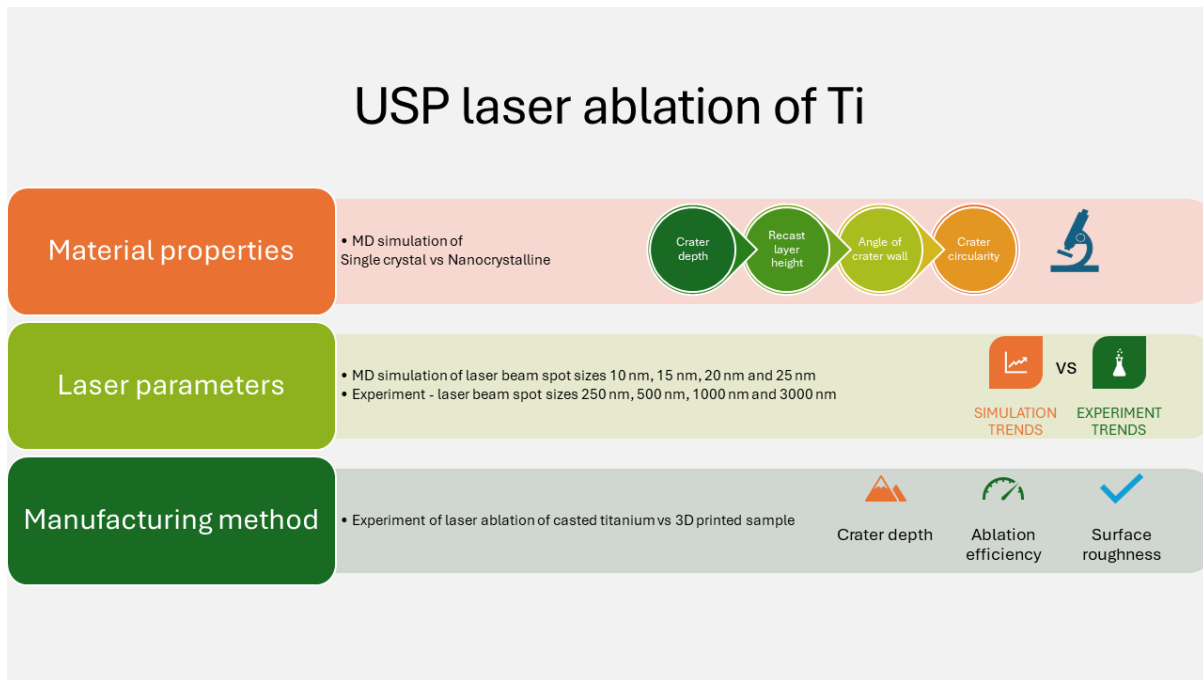 USP laser ablation of Ti
Material properties
• MD simulation of
Single crystal vs Nanocrystalline
Crater
depth
Recast
layer
height
Angle of
crater wall
Crater
circularity
Laser parameters
• MD simulation of laser beam spot sizes 10 nm, 15 nm, 20 nm and 25 nm
• Experiment - laser beam spot sizes 250 nm, 500 nm, 1000 nm and 3000 nm
vs
SIMULATION
TRENDS
EXPERIMENT
TRENDS
Manufacturing method
• Experiment of laser ablation of casted titanium vs 3D printed sample
Crater depth
Ablation
efficiency
Surface
roughness